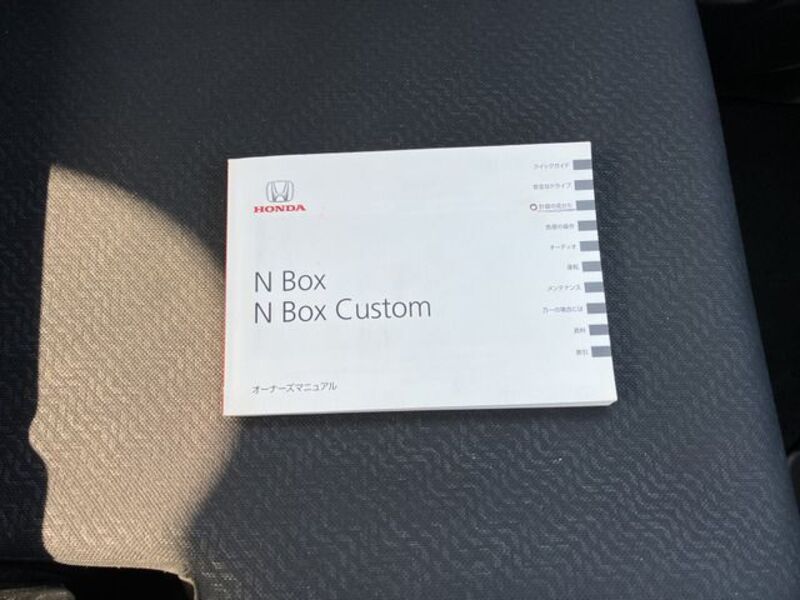 HONDA
N Box
N Box Custom
オーナーズマニュアル
クイックガイド
安全なドライブ
計器の見かた
各部の操作
オーディオ
運転
メンテナンス
万一の場合には
資料
索引